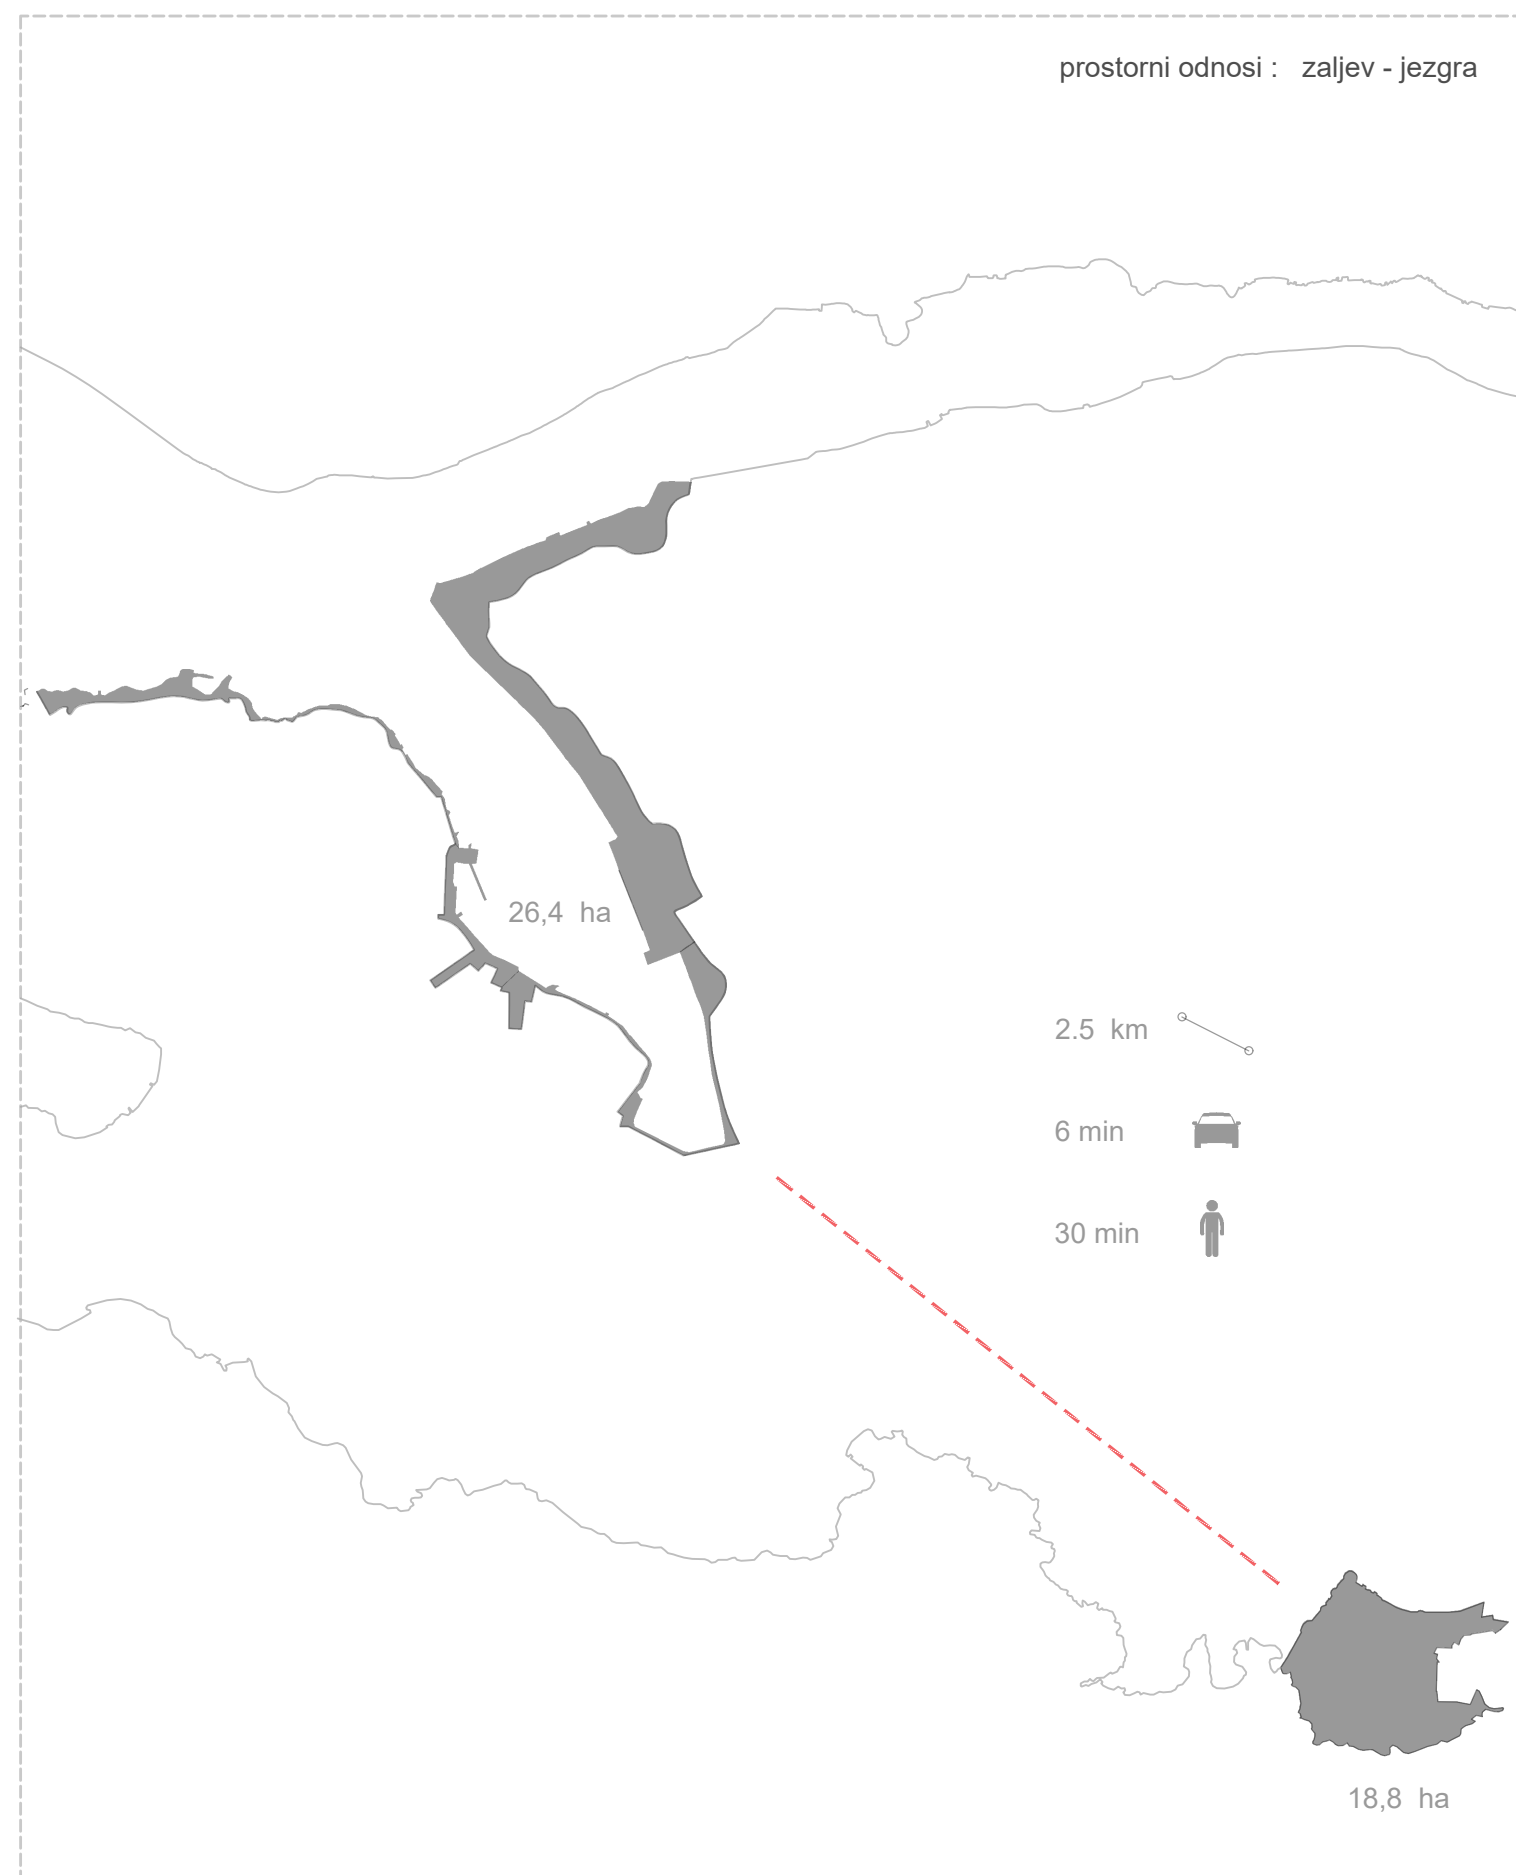 prostorni odnosi :   zaljev - jezgra
26,4  ha
2.5  km
6 min
30 min
18,8  ha